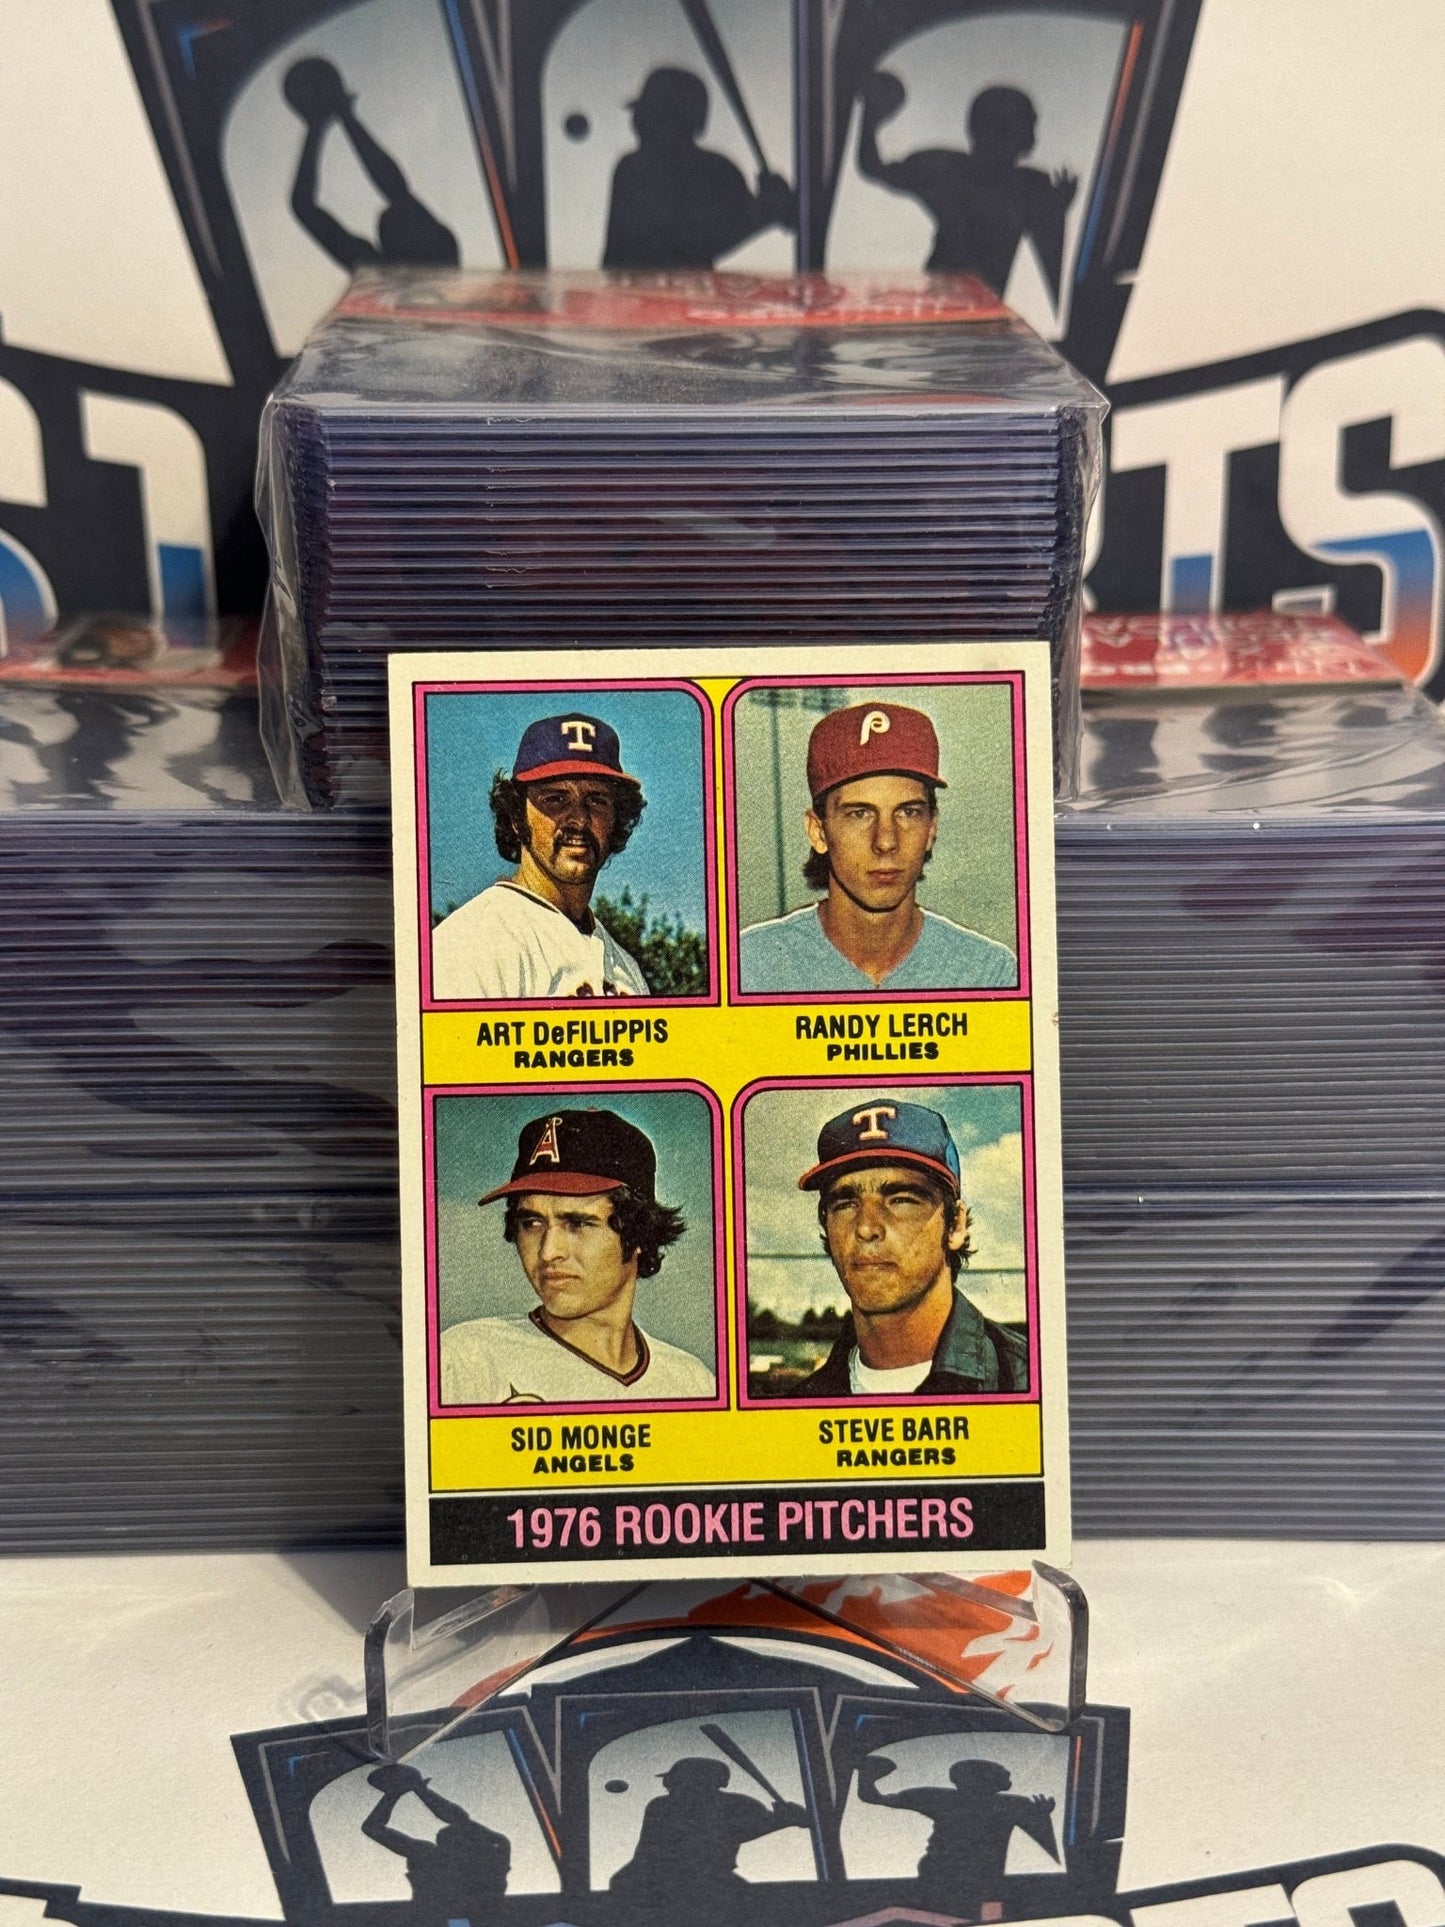 T
P
ART DeFILIPPIS
RANGERS
RANDY LERCH
PHILLIES
A
T
SID MONGE
ANGELS
STEVE BARR
RANGERS
1976 ROOKIE PITCHERS